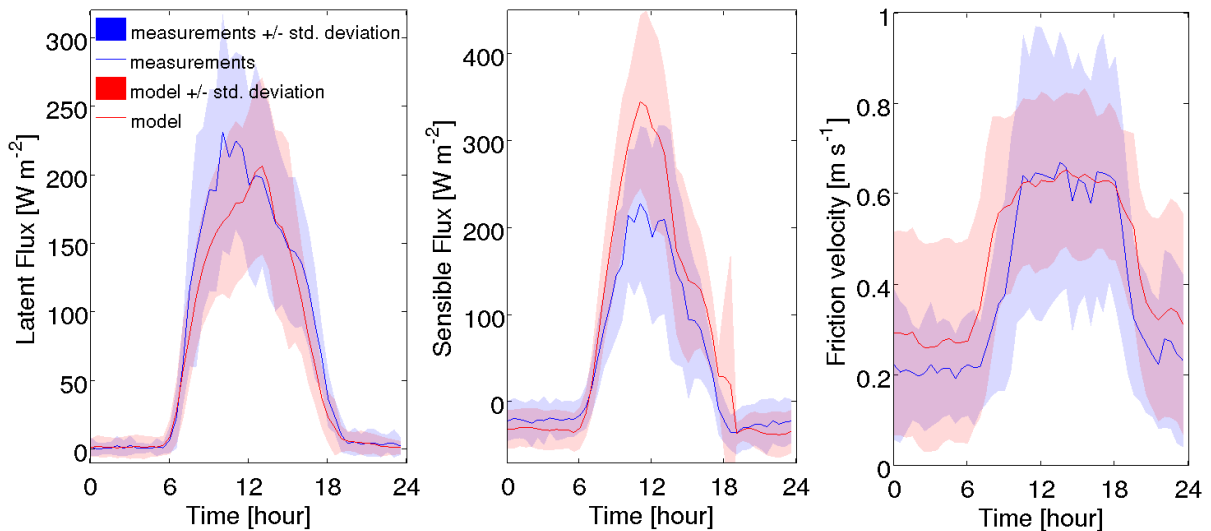 300
250
200
150
100
50
0
Latent Flux [W m-2]
measurements +/- std. deviation
measurements
model +/- std. deviation
model
0 6 12 18 24
Time [hour]
400
300
200
100
0
Sensible Flux [W m-2]
0 6 12 18 24
Time [hour]
1
0.8
0.6
0.4
0.2
0
Friction velocity [m s-1]
0 6 12 18 24
Time [hour]